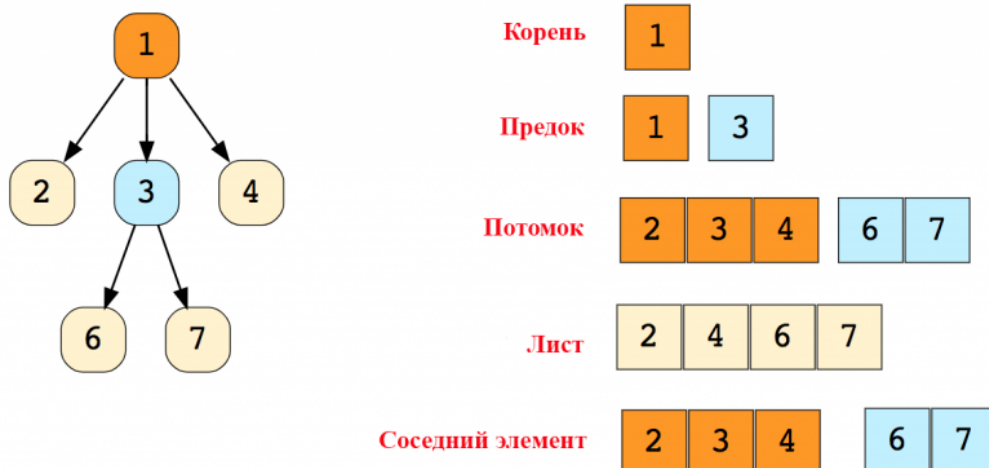 1
2 3 4
6 7
Корень 1
Предок 1 3
Потомок 2 3 4 6 7
Лист 2 4 6 7
Соседний элемент 2 3 4 6 7